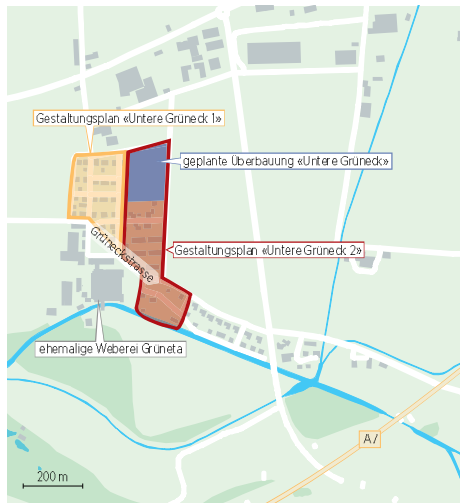 Gestaltungsplan «Untere Grüneck 1»
geplante Überbauung «Untere Grüneck»
Grüneckstrasse
Gestaltungsplan «Untere Grüneck 2»
ehemalige Weberei Grüneta
A7
200 m